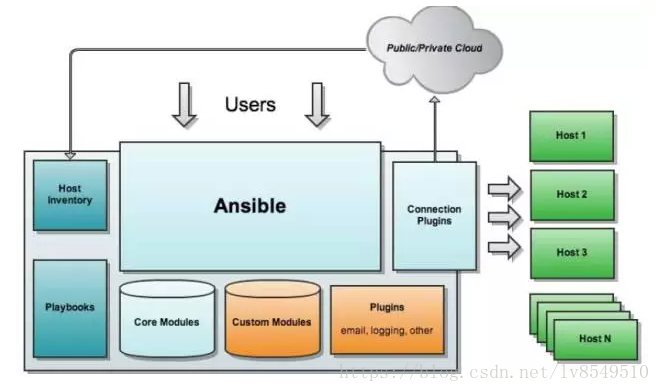 Public/Private Cloud
Users
Host 1
Host
Inventory
Ansible
Connection
Plugins
Host 2
Host 3
Playbooks
Core Modules
Custom Modules
Plugins
email, logging, other
Host N
https://blog.csdn.net/lv8549510